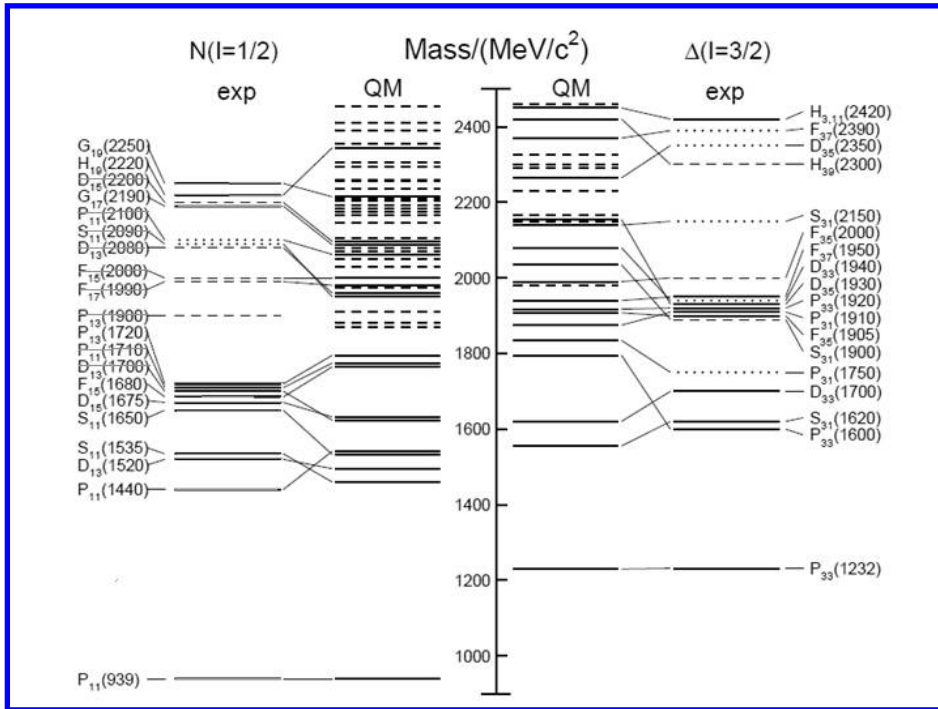 N(I=1/2)
Mass/(MeV/c²)
Δ(I=3/2)
exp
QM
QM
exp
G₁₉(2250)
H₁₉(2220)
D₁₅(2200)
G₁₇(2190)
P₁₁(2100)
S₁₁(2090)
D₁₃(2080)
F₁₅(2000)
F₁₇(1990)
P₁₃(1900)
P₁₃(1720)
P₁₁(1710)
D₁₃(1700)
F₁₅(1680)
D₁₅(1675)
S₁₁(1650)
S₁₁(1535)
D₁₃(1520)
P₁₁(1440)
P₁₁(939)
2400
2200
2000
1800
1600
1400
1200
1000
H₃,₁₁(2420)
F₃₇(2390)
D₃₅(2350)
H₃₉(2300)
S₃₁(2150)
F₃₅(2000)
F₃₇(1950)
D₃₃(1940)
D₃₅(1930)
P₃₃(1920)
P₃₁(1910)
F₃₅(1905)
S₃₁(1900)
P₃₁(1750)
D₃₃(1700)
S₃₁(1620)
P₃₃(1600)
P₃₃(1232)